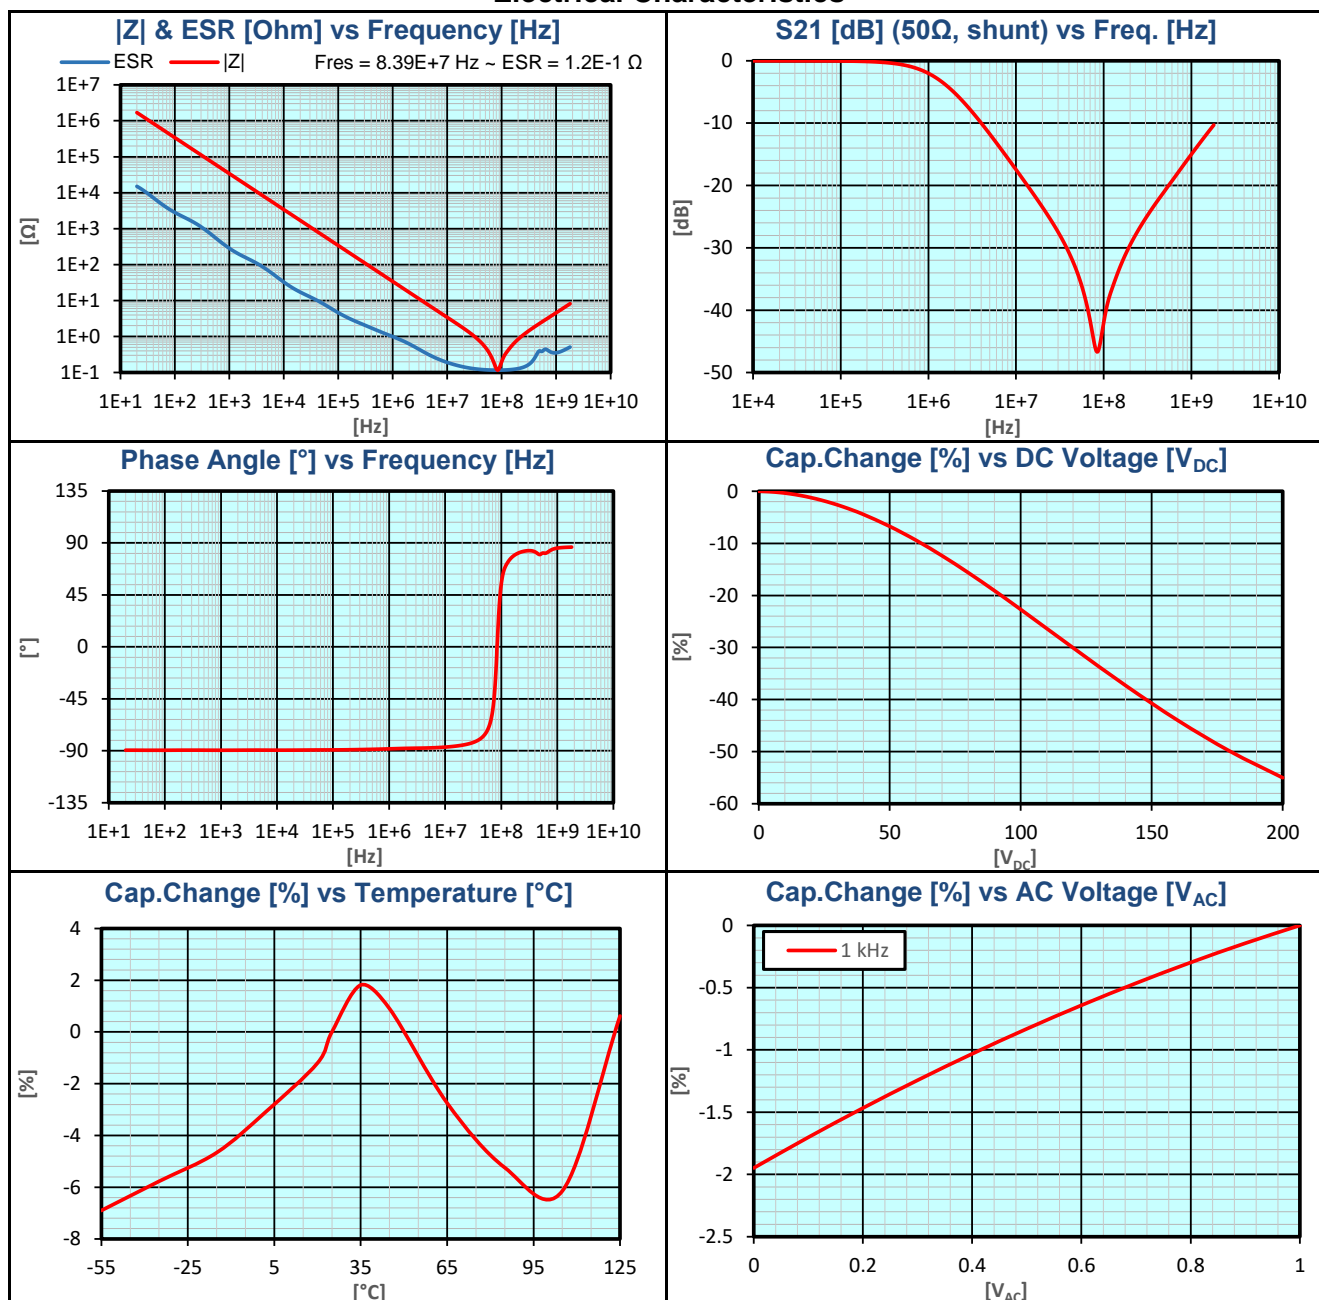 |Z| & ESR [Ohm] vs Frequency [Hz]
ESR |Z| Fres = 8.39E+7 Hz ~ ESR = 1.2E-1 Ω
1E+7
1E+6
1E+5
1E+4
1E+3
1E+2
1E+1
1E+0
1E-1
[Ω]
1E+1 1E+2 1E+3 1E+4 1E+5 1E+6 1E+7 1E+8 1E+9 1E+10
[Hz]
S21 [dB] (50Ω, shunt) vs Freq. [Hz]
0
-10
-20
-30
-40
-50
[dB]
1E+4 1E+5 1E+6 1E+7 1E+8 1E+9 1E+10
[Hz]
Phase Angle [°] vs Frequency [Hz]
135
90
45
0
-45
-90
-135
[°]
1E+1 1E+2 1E+3 1E+4 1E+5 1E+6 1E+7 1E+8 1E+9 1E+10
[Hz]
Cap.Change [%] vs DC Voltage [VDC]
0
-10
-20
-30
-40
-50
-60
[%]
0 50 100 150 200
[VDC]
Cap.Change [%] vs Temperature [°C]
4
2
0
-2
-4
-6
-8
[%]
-55 -25 5 35 65 95 125
[°C]
Cap.Change [%] vs AC Voltage [VAC]
1 kHz
0
-0.5
-1
-1.5
-2
-2.5
[%]
0 0.2 0.4 0.6 0.8 1
[VAC]